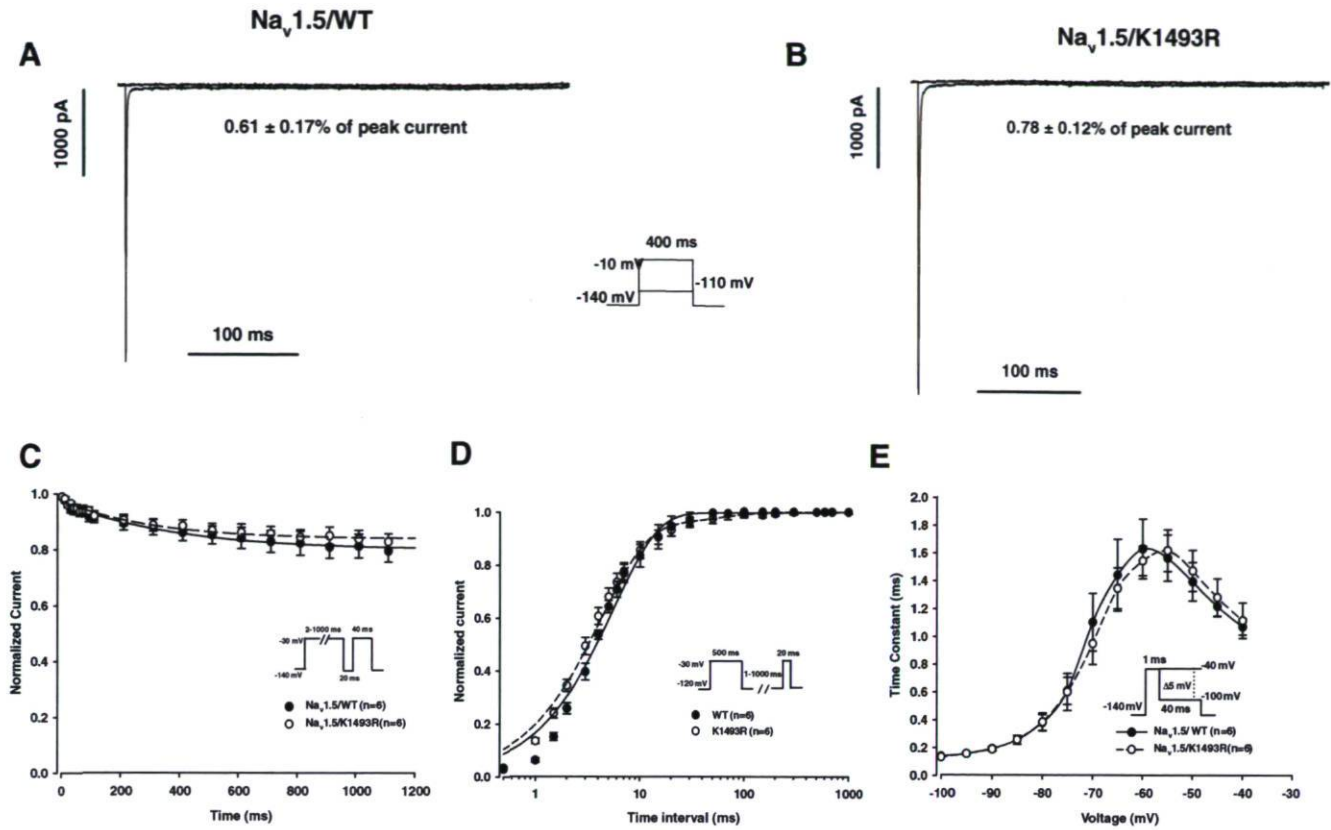 Nav1.5/WT
A
1000 pA
0.61 ± 0.17% of peak current
100 ms
400 ms
-10 mV
-110 mV
-140 mV
Nav1.5/K1493R
B
1000 pA
0.78 ± 0.12% of peak current
100 ms
C
Normalized Current
1.0
0.8
0.6
0.4
0.2
0.0
0 200 400 600 800 1000 1200
Time (ms)
2-1000 ms 40 ms
-30 mV
-140 mV
20 ms
Nav1.5/WT (n=6)
Nav1.5/K1493R(n=6)
D
Normalized current
1.0
0.8
0.6
0.4
0.2
0.0
1 10 100 1000
Time interval (ms)
500 ms 20 ms
-30 mV
1-1000 ms
-120 mV
WT (n=6)
K1493R (n=6)
E
Time Constant (ms)
2.0
1.8
1.6
1.4
1.2
1.0
0.8
0.6
0.4
0.2
0.0
-100 -90 -80 -70 -60 -50 -40 -30
Voltage (mV)
1 ms
-40 mV
Δ5 mV
-100 mV
-140 mV
40 ms
Nav1.5/ WT (n=6)
Nav1.5/K1493R(n=6)